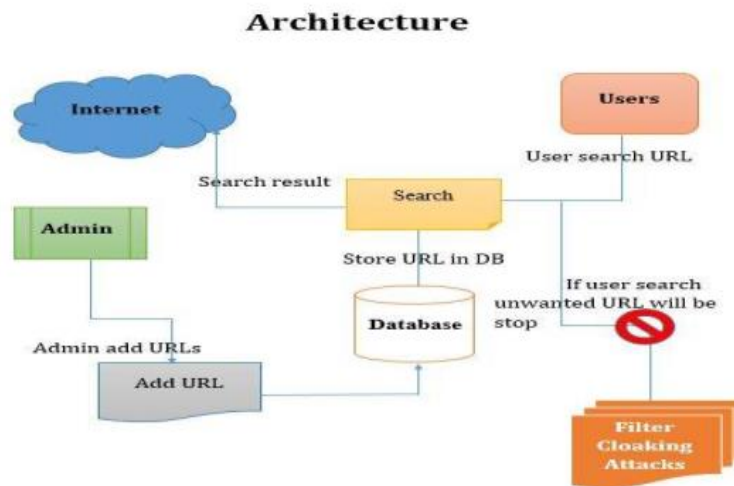 Architecture
Internet
Users
User search URL
Search result
Search
Admin
Store URL in DB
If user search
unwanted URL will be
stop
Database
Admin add URLs
Add URL
Filter
Cloaking
Attacks